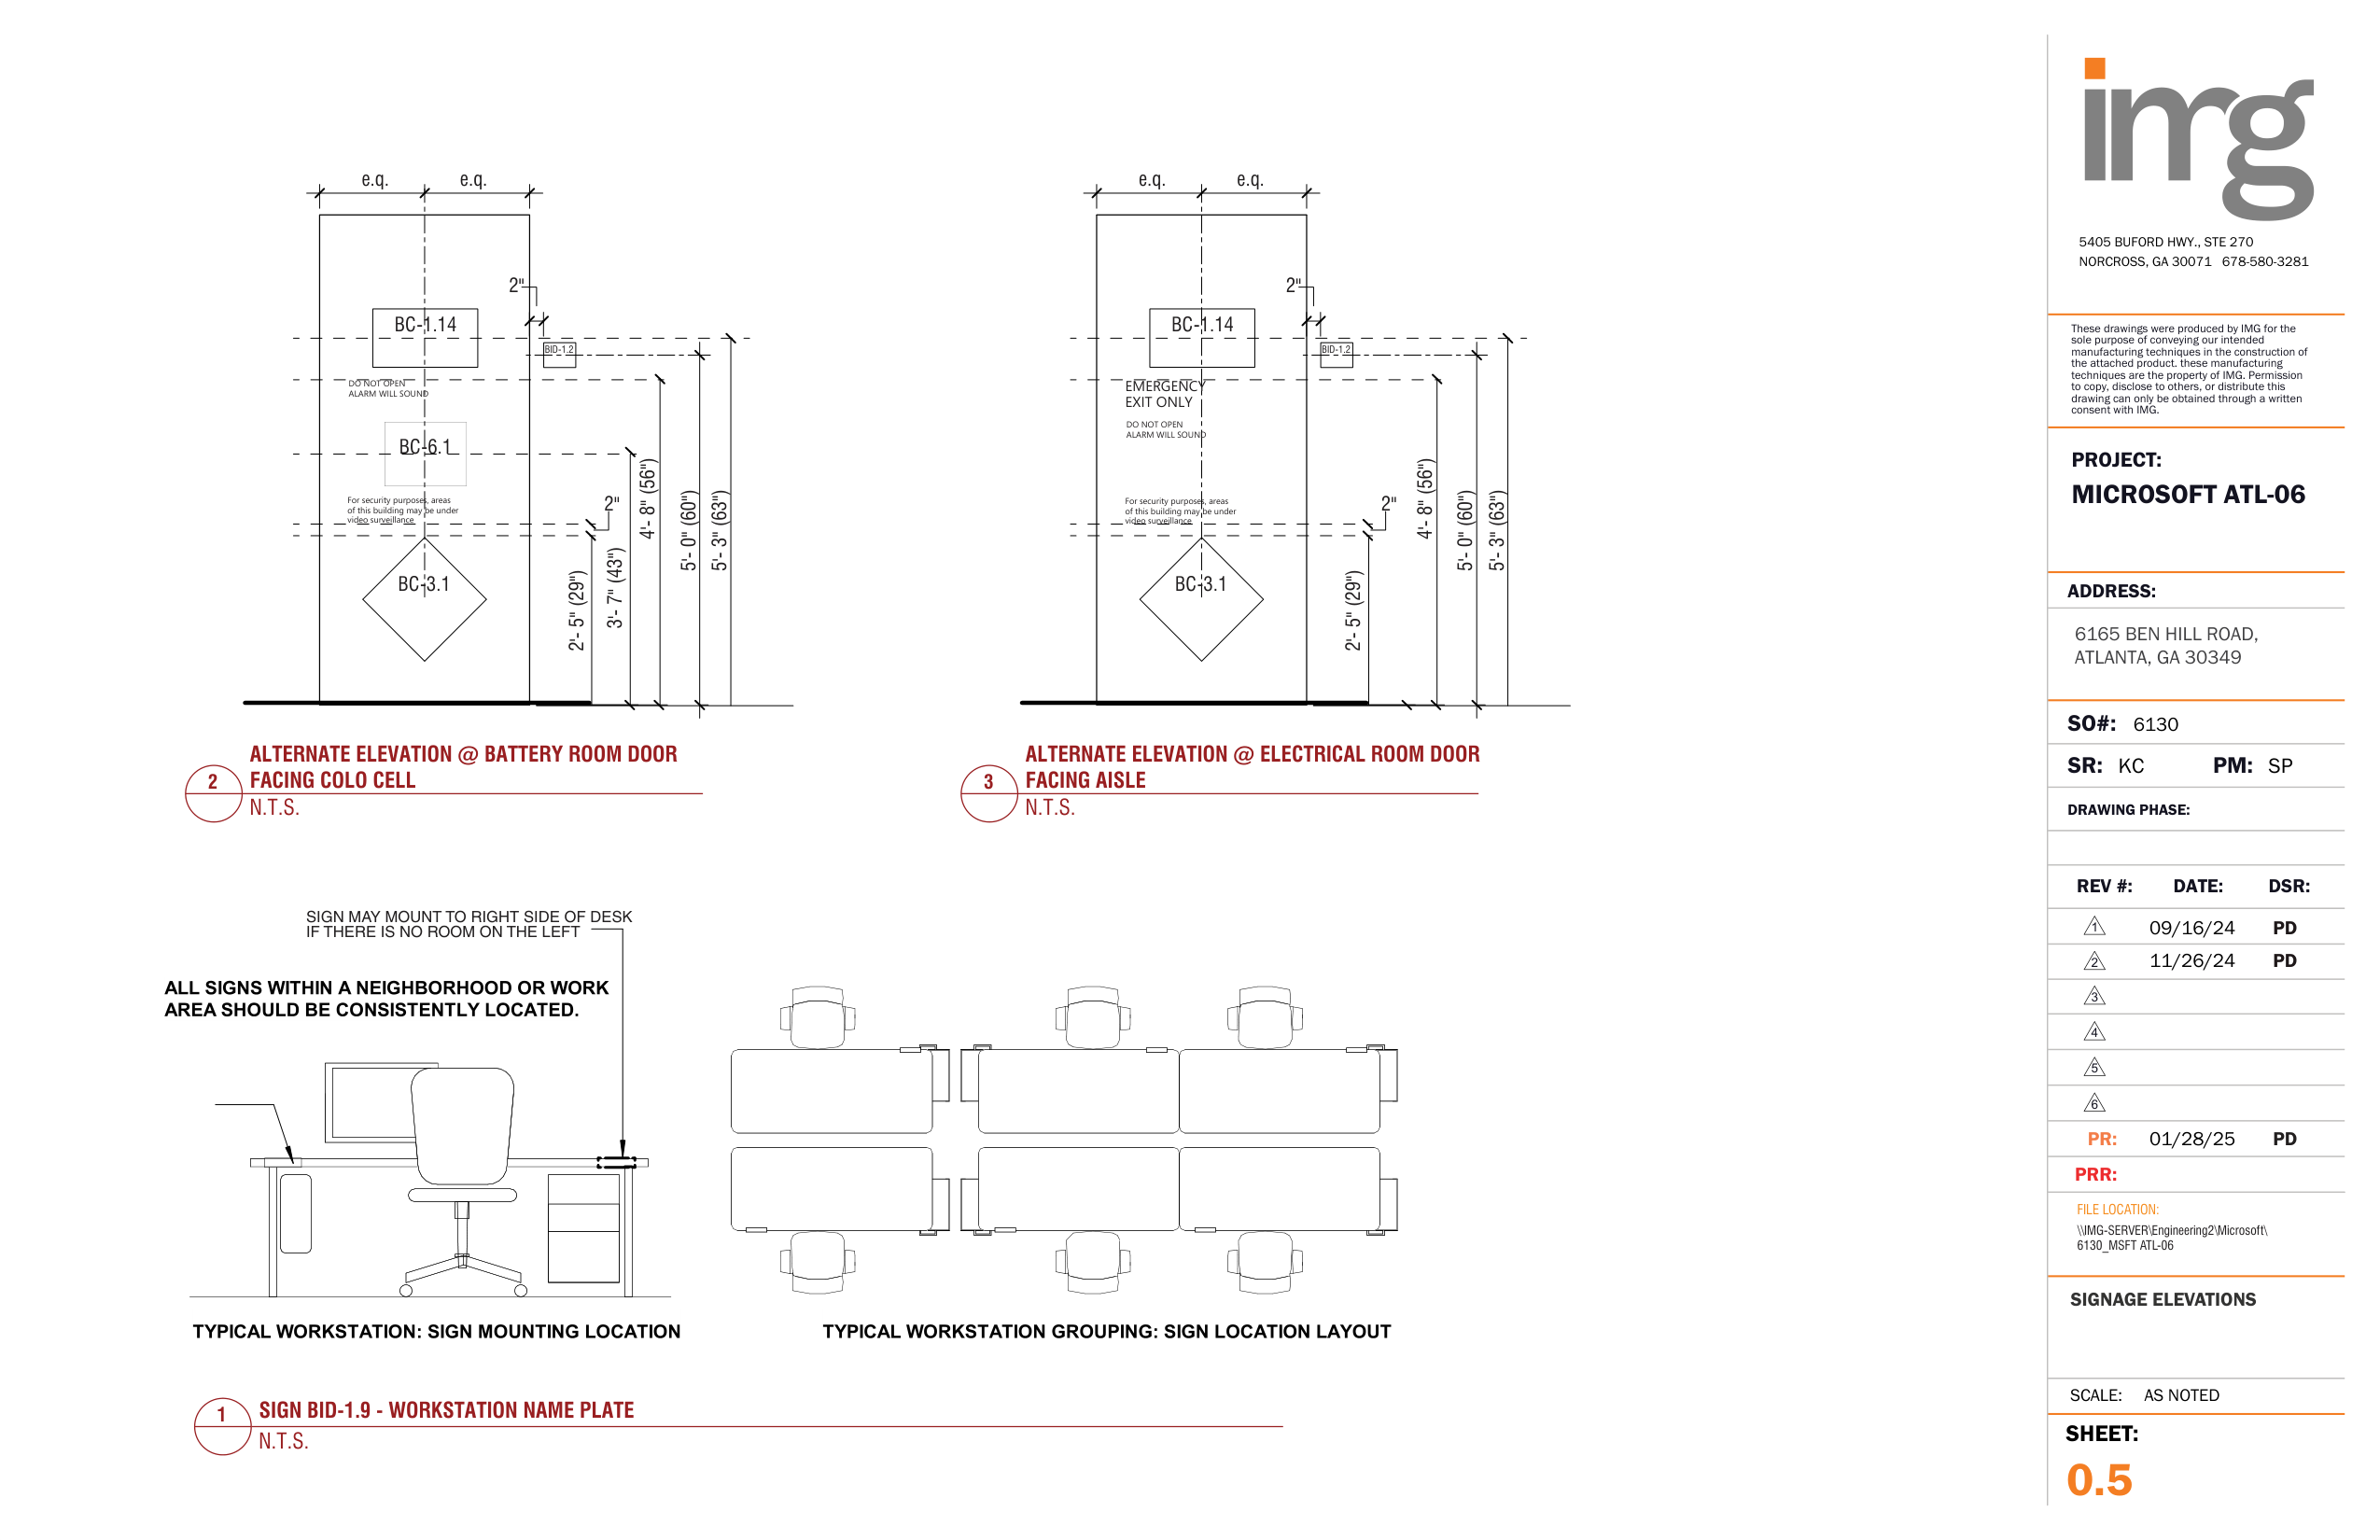 e.q.
e.q.
2"
BC-1.14
BID-1.2
DO NOT OPEN
ALARM WILL SOUND
BC-6.1
For security purposes, areas
of this building may be under
video surveillance
2"
BC-3.1
2'- 5" (29")
3'- 7" (43")
4'- 8" (56")
5'- 0" (60")
5'- 3" (63")
2
ALTERNATE ELEVATION @ BATTERY ROOM DOOR
FACING COLO CELL
N.T.S.
e.q.
e.q.
2"
BC-1.14
BID-1.2
EMERGENCY
EXIT ONLY
DO NOT OPEN
ALARM WILL SOUND
For security purposes, areas
of this building may be under
video surveillance
2"
BC-3.1
2'- 5" (29")
4'- 8" (56")
5'- 0" (60")
5'- 3" (63")
3
ALTERNATE ELEVATION @ ELECTRICAL ROOM DOOR
FACING AISLE
N.T.S.
SIGN MAY MOUNT TO RIGHT SIDE OF DESK
IF THERE IS NO ROOM ON THE LEFT
ALL SIGNS WITHIN A NEIGHBORHOOD OR WORK
AREA SHOULD BE CONSISTENTLY LOCATED.
TYPICAL WORKSTATION: SIGN MOUNTING LOCATION
TYPICAL WORKSTATION GROUPING: SIGN LOCATION LAYOUT
1
SIGN BID-1.9 - WORKSTATION NAME PLATE
N.T.S.
img
5405 BUFORD HWY., STE 270
NORCROSS, GA 30071 678-580-3281
These drawings were produced by IMG for the
sole purpose of conveying our intended
manufacturing techniques in the construction of
the attached product. these manufacturing
techniques are the property of IMG. Permission
to copy, disclose to others, or distribute this
drawing can only be obtained through a written
consent with IMG.
PROJECT:
MICROSOFT ATL-06
ADDRESS:
6165 BEN HILL ROAD,
ATLANTA, GA 30349
SO#: 6130
SR: KC PM: SP
DRAWING PHASE:
REV #: DATE: DSR:
1 09/16/24 PD
2 11/26/24 PD
3
4
5
6
PR: 01/28/25 PD
PRR:
FILE LOCATION:
\\IMG-SERVER\Engineering2\Microsoft\
6130_MSFT ATL-06
SIGNAGE ELEVATIONS
SCALE: AS NOTED
SHEET:
0.5